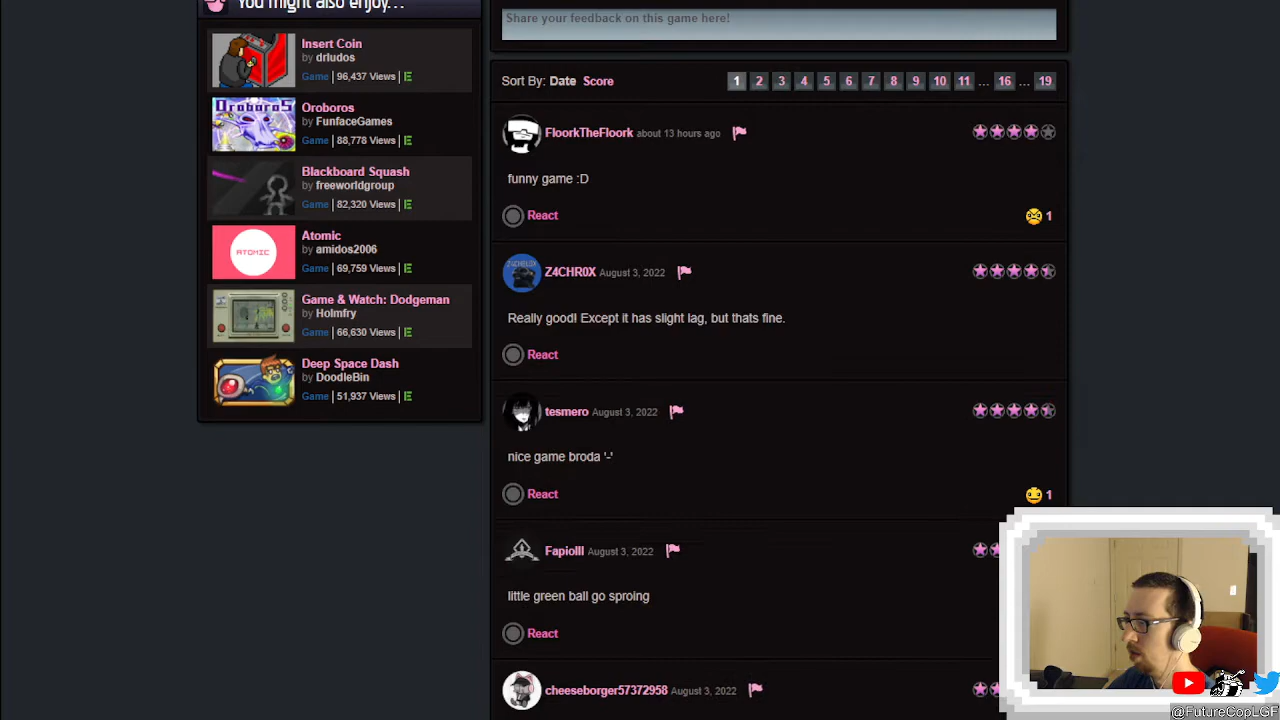 You might also enjoy...
Insert Coin
by drludos
Game | 96,437 Views | E
OroboroS
Oroboros
by FunfaceGames
Game | 88,778 Views | E
Blackboard Squash
by freeworldgroup
Game | 82,320 Views | E
ATOMIC
Atomic
by amidos2006
Game | 69,759 Views | E
Game & Watch: Dodgeman
by Holmfry
Game | 66,630 Views | E
Deep Space Dash
by DoodleBin
Game | 51,937 Views | E
Share your feedback on this game here!
Sort By: Date Score
1 2 3 4 5 6 7 8 9 10 11 ... 16 ... 19
FloorkTheFloork about 13 hours ago
funny game :D
React
1
Z4CHR0X August 3, 2022
Really good! Except it has slight lag, but thats fine.
React
tesmero August 3, 2022
nice game broda '-'
React
1
Fapiolll August 3, 2022
little green ball go sproing
React
cheeseborger57372958 August 3, 2022
@FutureCopLGF